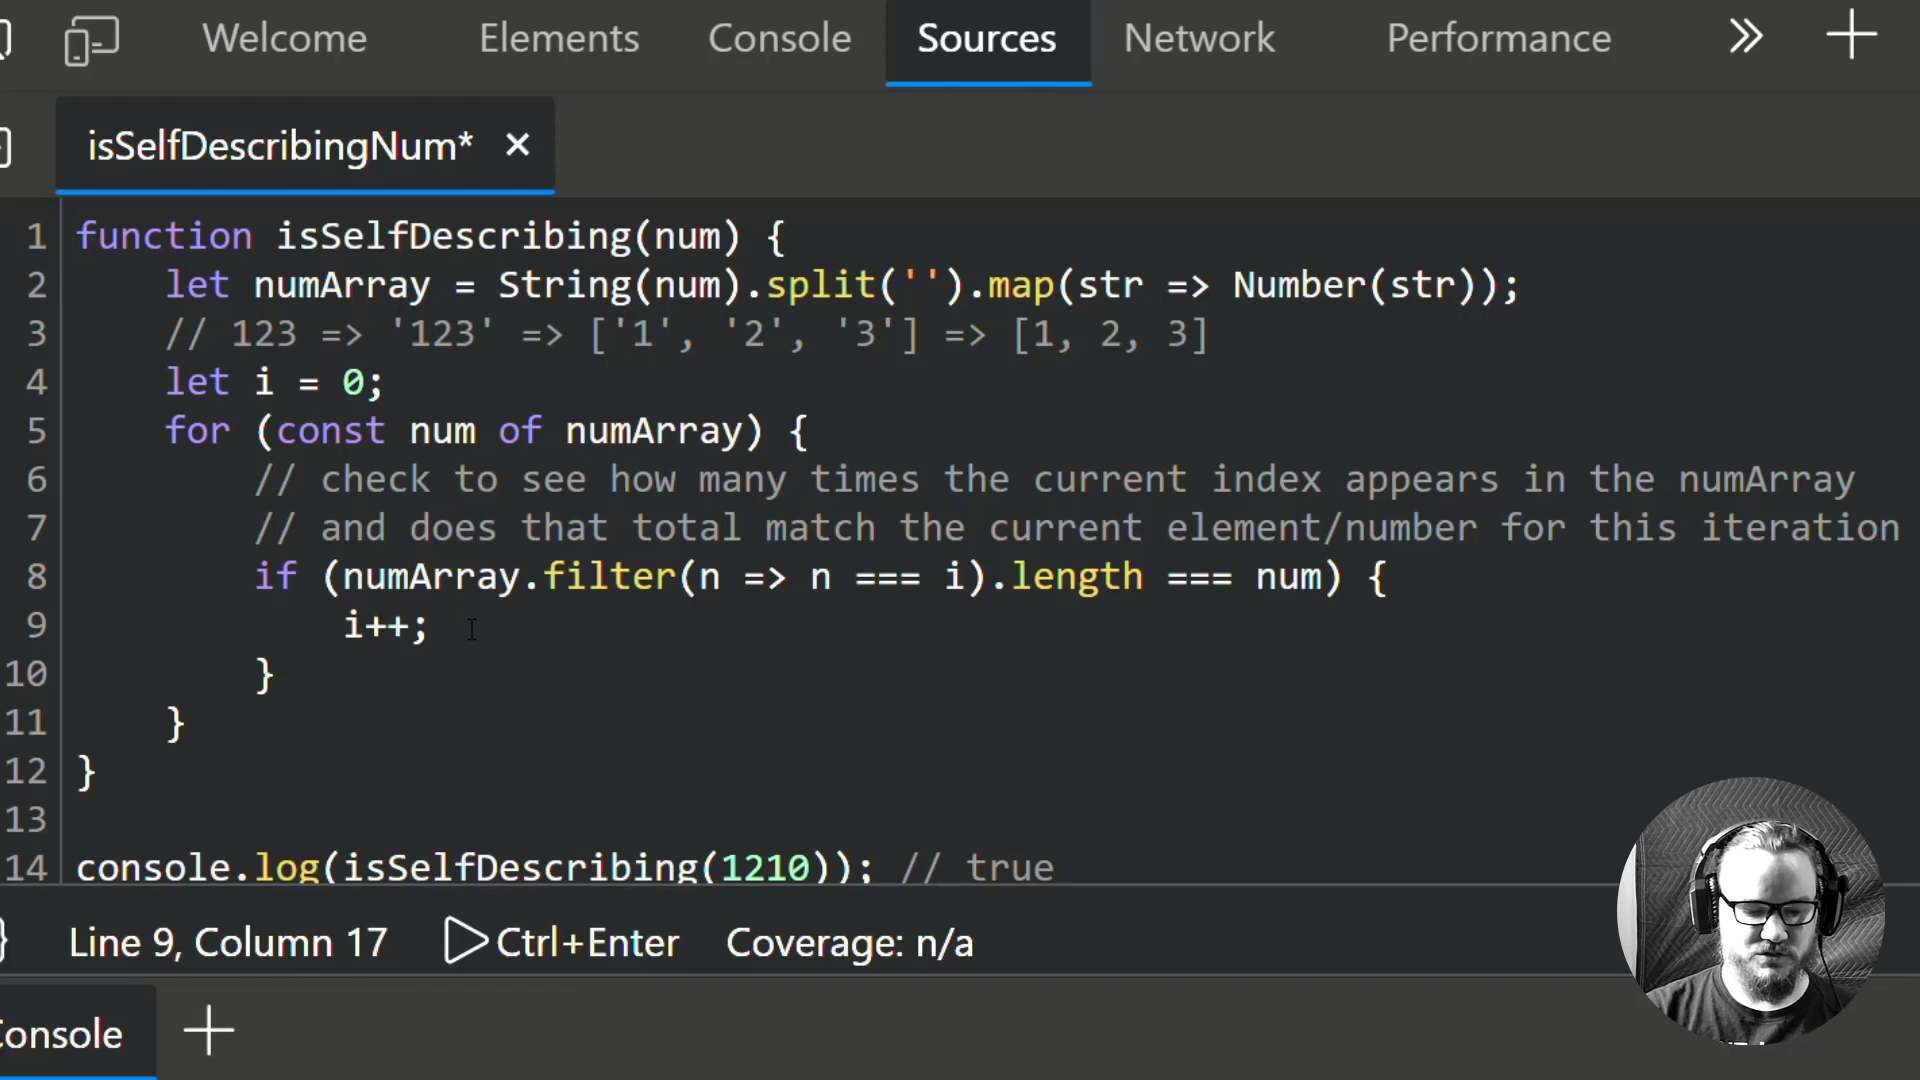 Welcome Elements Console Sources Network Performance
isSelfDescribingNum* ×
1 function isSelfDescribing(num) {
2 let numArray = String(num).split('').map(str => Number(str));
3 // 123 => '123' => ['1', '2', '3'] => [1, 2, 3]
4 let i = 0;
5 for (const num of numArray) {
6 // check to see how many times the current index appears in the numArray
7 // and does that total match the current element/number for this iteration
8 if (numArray.filter(n => n === i).length === num) {
9 i++;
10 }
11 }
12 }
13
14 console.log(isSelfDescribing(1210)); // true
Line 9, Column 17 Ctrl+Enter Coverage: n/a
Console